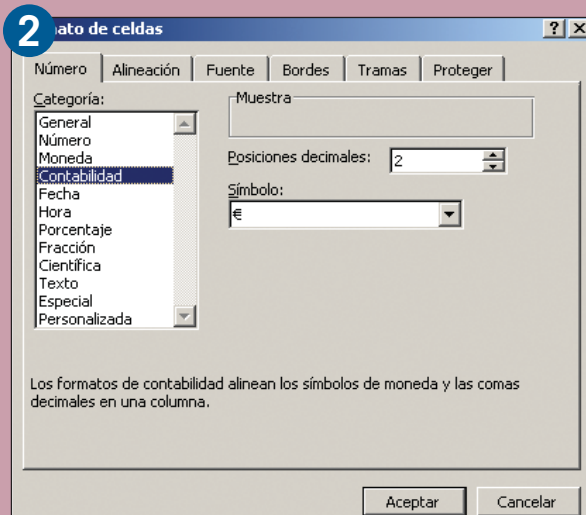 2
mato de celdas
Número Alineación Fuente Bordes Tramas Proteger
Categoría:
General
Número
Moneda
Contabilidad
Fecha
Hora
Porcentaje
Fracción
Científica
Texto
Especial
Personalizada
Muestra
Posiciones decimales: 2
Símbolo:
€
Los formatos de contabilidad alinean los símbolos de moneda y las comas
decimales en una columna.
Aceptar Cancelar